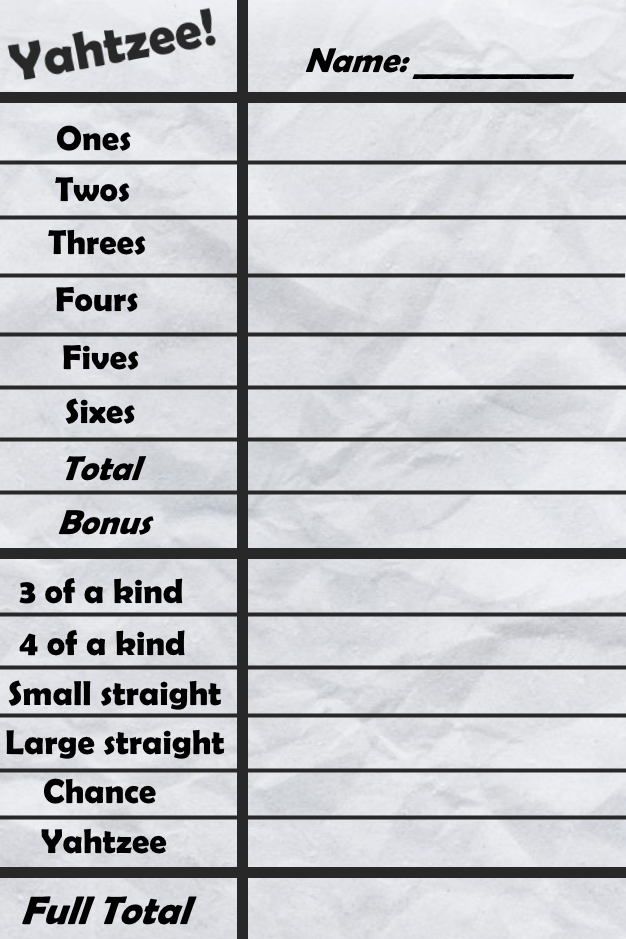 Yahtzee!
Name: __________
Ones
Twos
Threes
Fours
Fives
Sixes
Total
Bonus
3 of a kind
4 of a kind
Small straight
Large straight
Chance
Yahtzee
Full Total